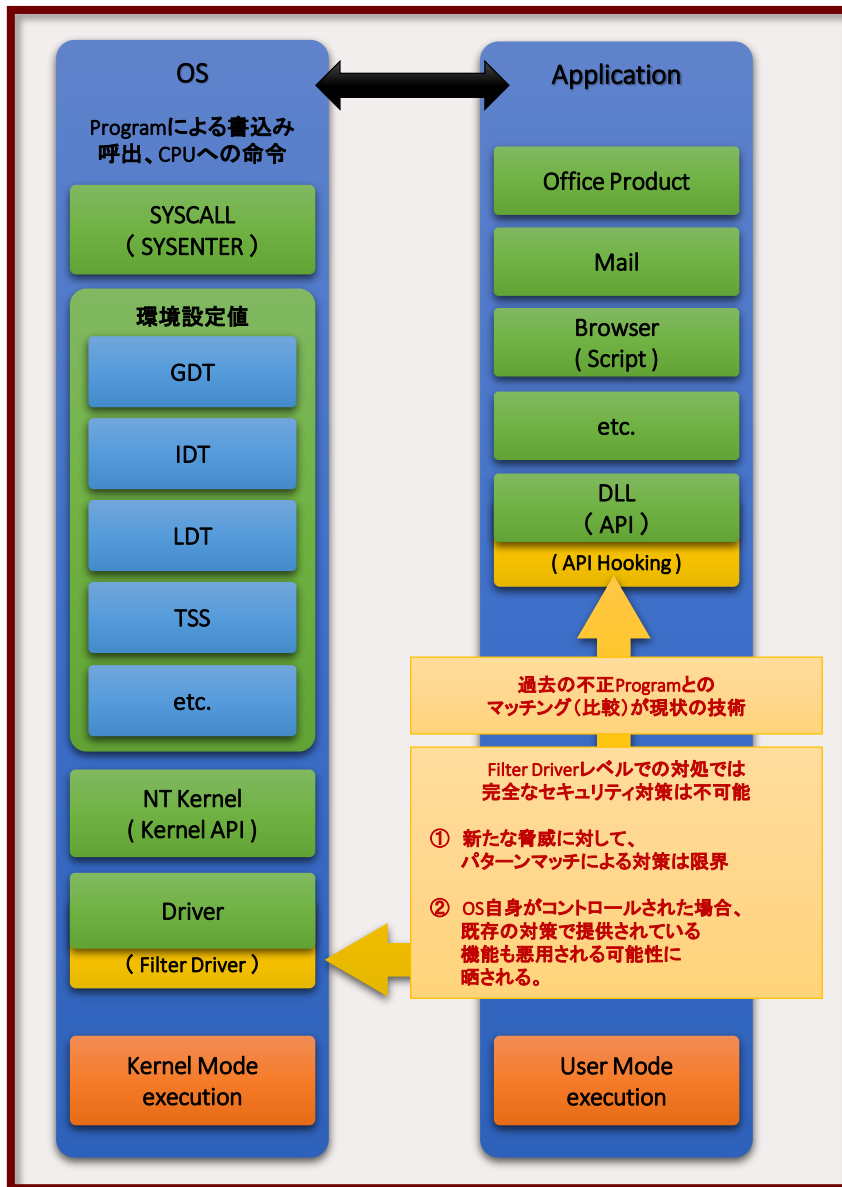 OS
Programによる書込み
呼出、CPUへの命令
SYSCALL
( SYSENTER )
環境設定値
GDT
IDT
LDT
TSS
etc.
NT Kernel
( Kernel API )
Driver
( Filter Driver )
Kernel Mode
execution
Application
Office Product
Mail
Browser
( Script )
etc.
DLL
( API )
( API Hooking )
過去の不正Programとの
マッチング（比較）が現状の技術
Filter Driverレベルでの対処では
完全なセキュリティ対策は不可能
① 新たな脅威に対して、
パターンマッチによる対策は限界
② OS自身がコントロールされた場合、
既存の対策で提供されている
機能も悪用される可能性に
晒される。
User Mode
execution